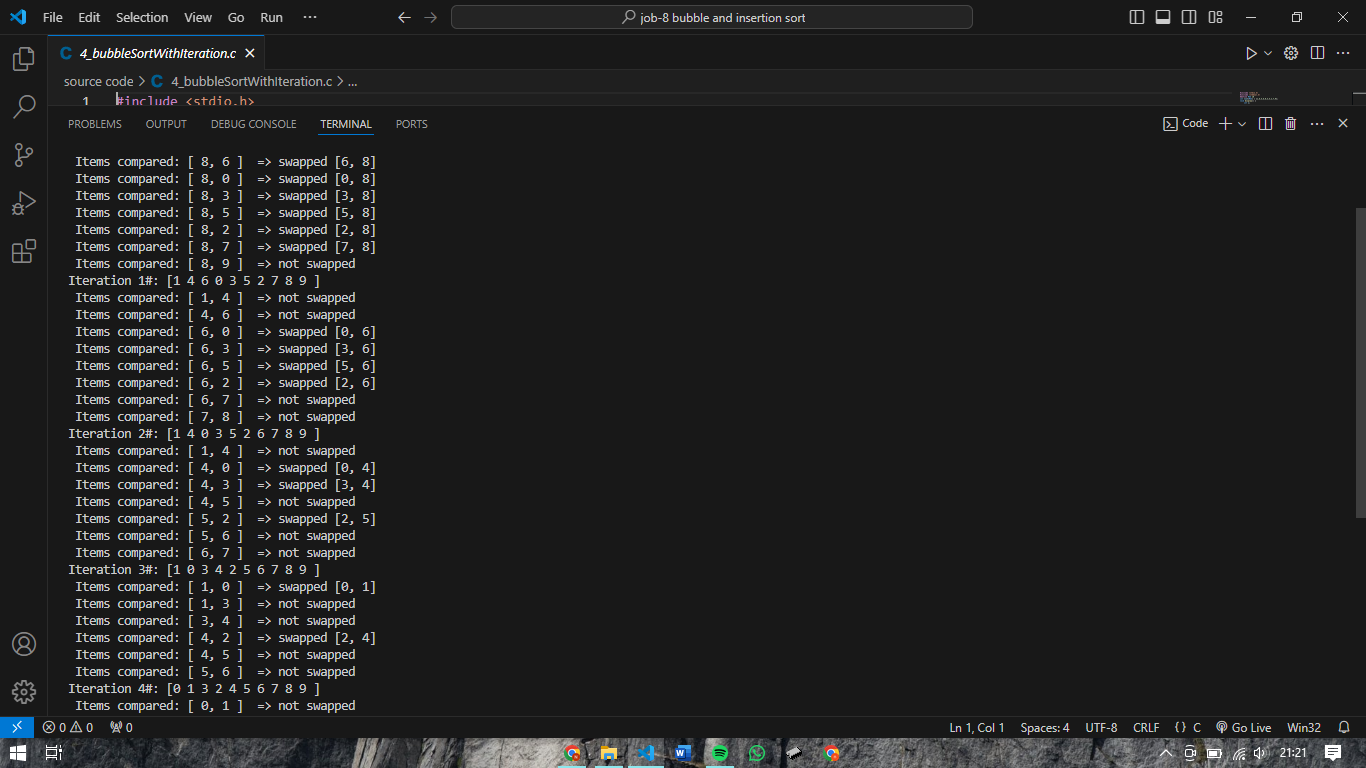 File Edit Selection View Go Run ··· job-8 bubble and insertion sort
C 4_bubbleSortWithIteration.c
source code > C 4_bubbleSortWithIteration.c > ...
1 #include <stdio.h>
PROBLEMS OUTPUT DEBUG CONSOLE TERMINAL PORTS Code
Items compared: [ 8, 6 ] => swapped [6, 8]
Items compared: [ 8, 0 ] => swapped [0, 8]
Items compared: [ 8, 3 ] => swapped [3, 8]
Items compared: [ 8, 5 ] => swapped [5, 8]
Items compared: [ 8, 2 ] => swapped [2, 8]
Items compared: [ 8, 7 ] => swapped [7, 8]
Items compared: [ 8, 9 ] => not swapped
Iteration 1#: [1 4 6 0 3 5 2 7 8 9 ]
Items compared: [ 1, 4 ] => not swapped
Items compared: [ 4, 6 ] => not swapped
Items compared: [ 6, 0 ] => swapped [0, 6]
Items compared: [ 6, 3 ] => swapped [3, 6]
Items compared: [ 6, 5 ] => swapped [5, 6]
Items compared: [ 6, 2 ] => swapped [2, 6]
Items compared: [ 6, 7 ] => not swapped
Items compared: [ 7, 8 ] => not swapped
Iteration 2#: [1 4 0 3 5 2 6 7 8 9 ]
Items compared: [ 1, 4 ] => not swapped
Items compared: [ 4, 0 ] => swapped [0, 4]
Items compared: [ 4, 3 ] => swapped [3, 4]
Items compared: [ 4, 5 ] => not swapped
Items compared: [ 5, 2 ] => swapped [2, 5]
Items compared: [ 5, 6 ] => not swapped
Items compared: [ 6, 7 ] => not swapped
Iteration 3#: [1 0 3 4 2 5 6 7 8 9 ]
Items compared: [ 1, 0 ] => swapped [0, 1]
Items compared: [ 1, 3 ] => not swapped
Items compared: [ 3, 4 ] => not swapped
Items compared: [ 4, 2 ] => swapped [2, 4]
Items compared: [ 4, 5 ] => not swapped
Items compared: [ 5, 6 ] => not swapped
Iteration 4#: [0 1 3 2 4 5 6 7 8 9 ]
Items compared: [ 0, 1 ] => not swapped
0 0 0 Ln 1, Col 1 Spaces: 4 UTF-8 CRLF {} C Go Live Win32
21:21